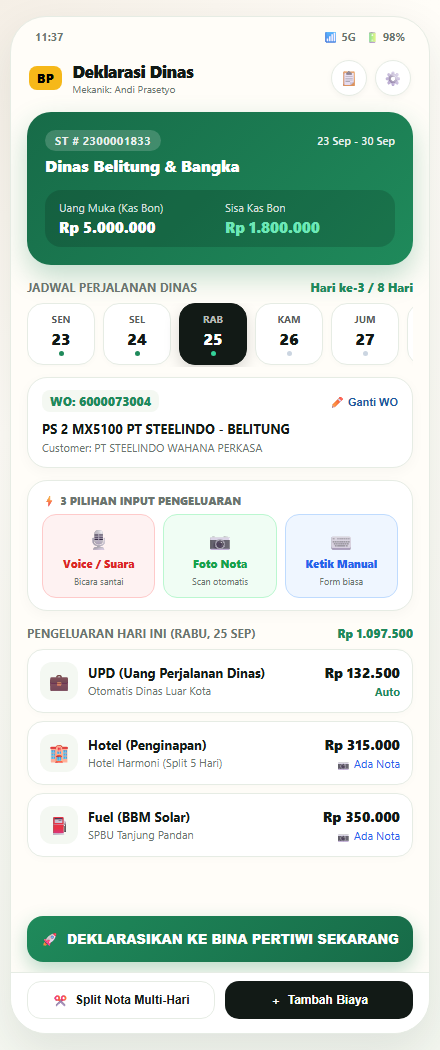 11:37
5G 98%
BP
Deklarasi Dinas
Mekanik: Andi Prasetyo
ST # 2300001833
23 Sep - 30 Sep
Dinas Belitung & Bangka
Uang Muka (Kas Bon)
Sisa Kas Bon
Rp 5.000.000
Rp 1.800.000
JADWAL PERJALANAN DINAS
Hari ke-3 / 8 Hari
SEN
23
SEL
24
RAB
25
KAM
26
JUM
27
WO: 6000073004
Ganti WO
PS 2 MX5100 PT STEELINDO - BELITUNG
Customer: PT STEELINDO WAHANA PERKASA
3 PILIHAN INPUT PENGELUARAN
Voice / Suara
Bicara santai
Foto Nota
Scan otomatis
Ketik Manual
Form biasa
PENGELUARAN HARI INI (RABU, 25 SEP)
Rp 1.097.500
UPD (Uang Perjalanan Dinas)
Rp 132.500
Otomatis Dinas Luar Kota
Auto
Hotel (Penginapan)
Rp 315.000
Hotel Harmoni (Split 5 Hari)
Ada Nota
Fuel (BBM Solar)
Rp 350.000
SPBU Tanjung Pandan
Ada Nota
DEKLARASIKAN KE BINA PERTIWI SEKARANG
Split Nota Multi-Hari
+ Tambah Biaya